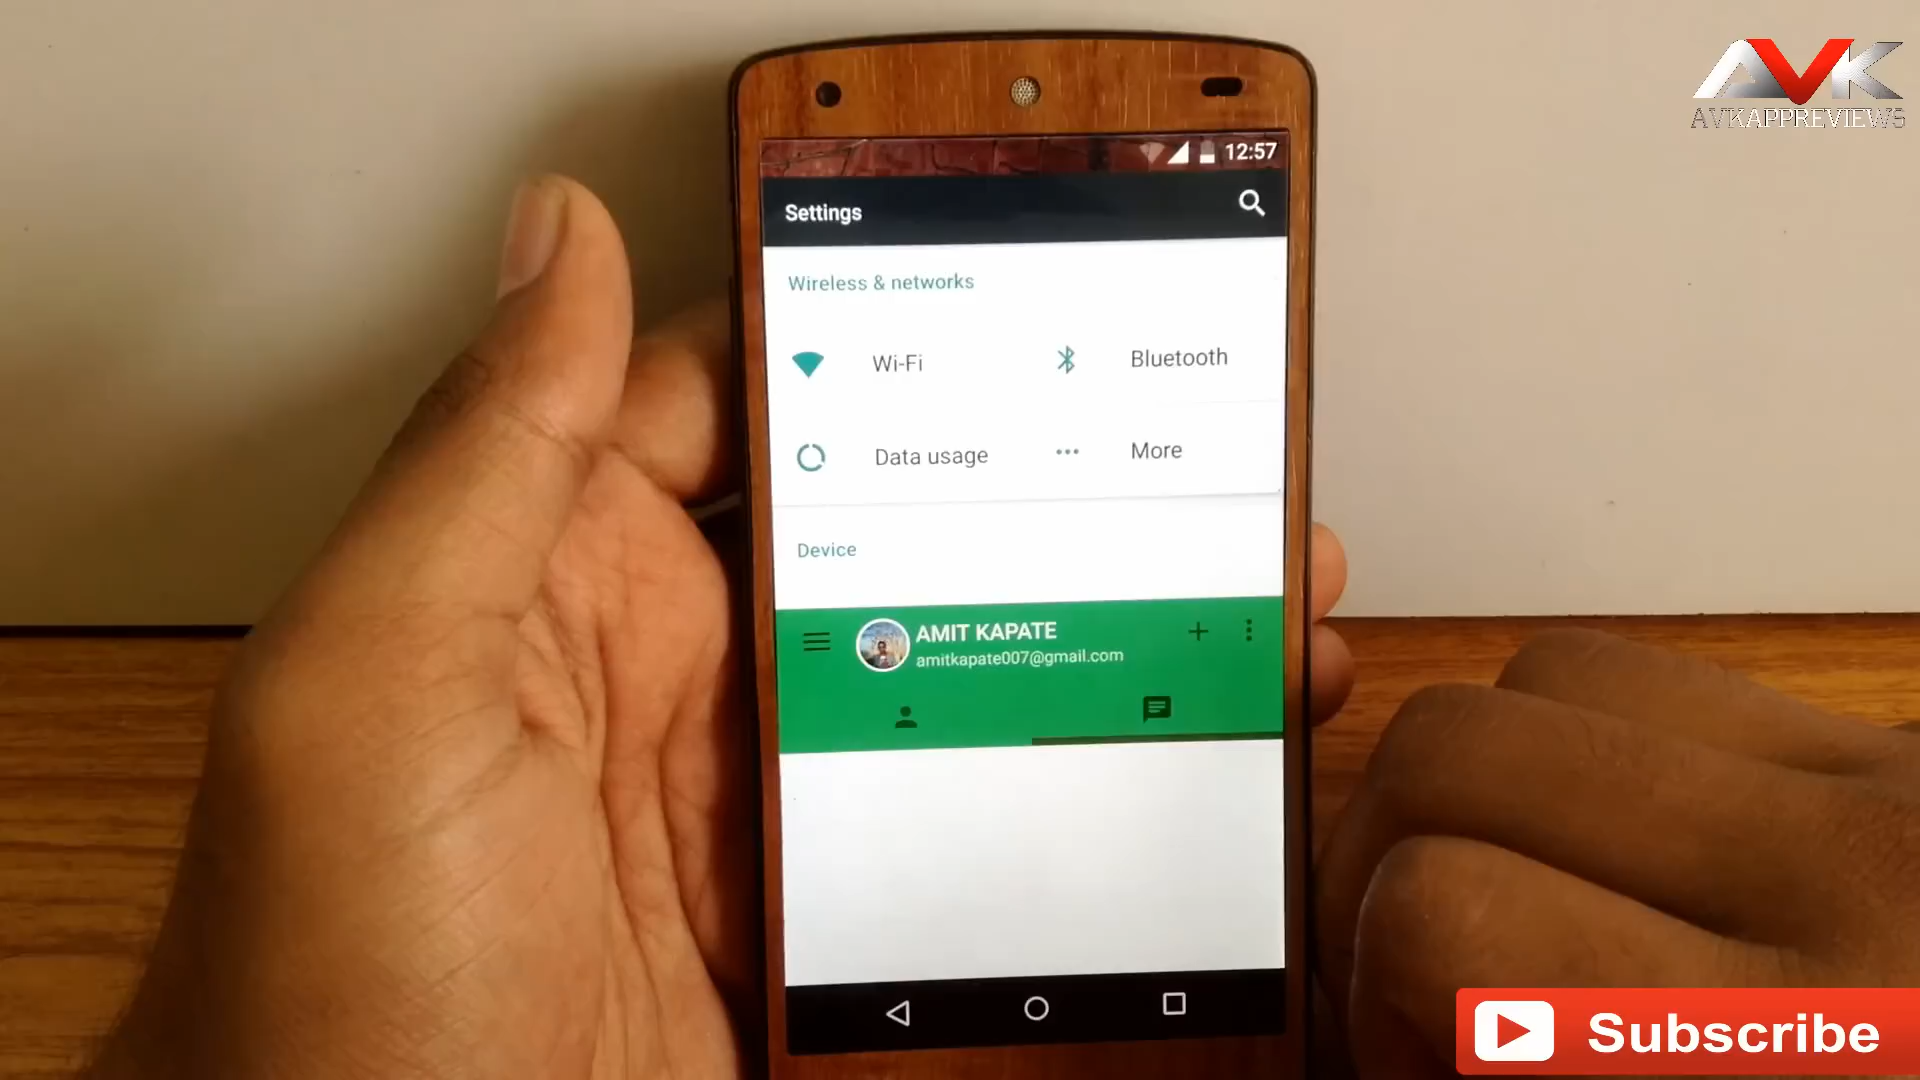 AVK
AVKAPPREVIEWS
12:57
Settings
Wireless & networks
Wi-Fi
Bluetooth
Data usage
More
Device
AMIT KAPATE
amitkapate007@gmail.com
Subscribe